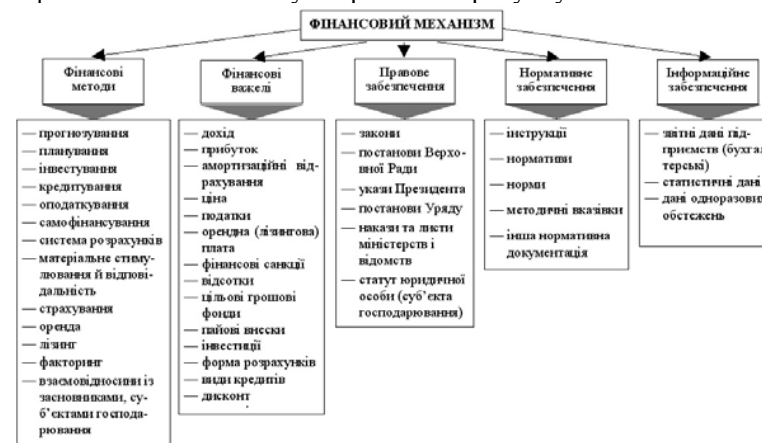 ФІНАНСОВИЙ МЕХАНІЗМ
Фінансові
методи
— прогнозування
— планування
— інвестування
— кредитування
— оподаткування
— самофінансування
— система розрахунків
— матеріальне стиму-
лювання й відпові-
дальність
— страхування
— оренда
— лізинг
— факторинг
— взаємовідносини із
засновниками, су-
б’єктами господа-
рювання
Фінансові
важелі
— дохід
— прибуток
— амортизаційні від-
рахування
— ціна
— податки
— орендна (лізингова)
плата
— фінансові санкції
— відсотки
— цільові грошові
фонди
— пайові внески
— інвестиції
— форма розрахунків
— види кредитів
— дисконт
Правове
забезпечення
— закони
— постанови Верхо-
вної Ради
— укази Президента
— постанови Уряду
— накази та листи
міністерств і
відомств
— статут юридичної
особи (суб’єкта
господарювання)
Нормативне
забезпечення
— інструкції
— нормативи
— норми
— методичні вказівки
— інша нормативна
документація
Інформаційне
забезпечення
— звітні дані під-
приємств (бухгал
терські)
— статистичні дані
— дані одноразових
обстежень